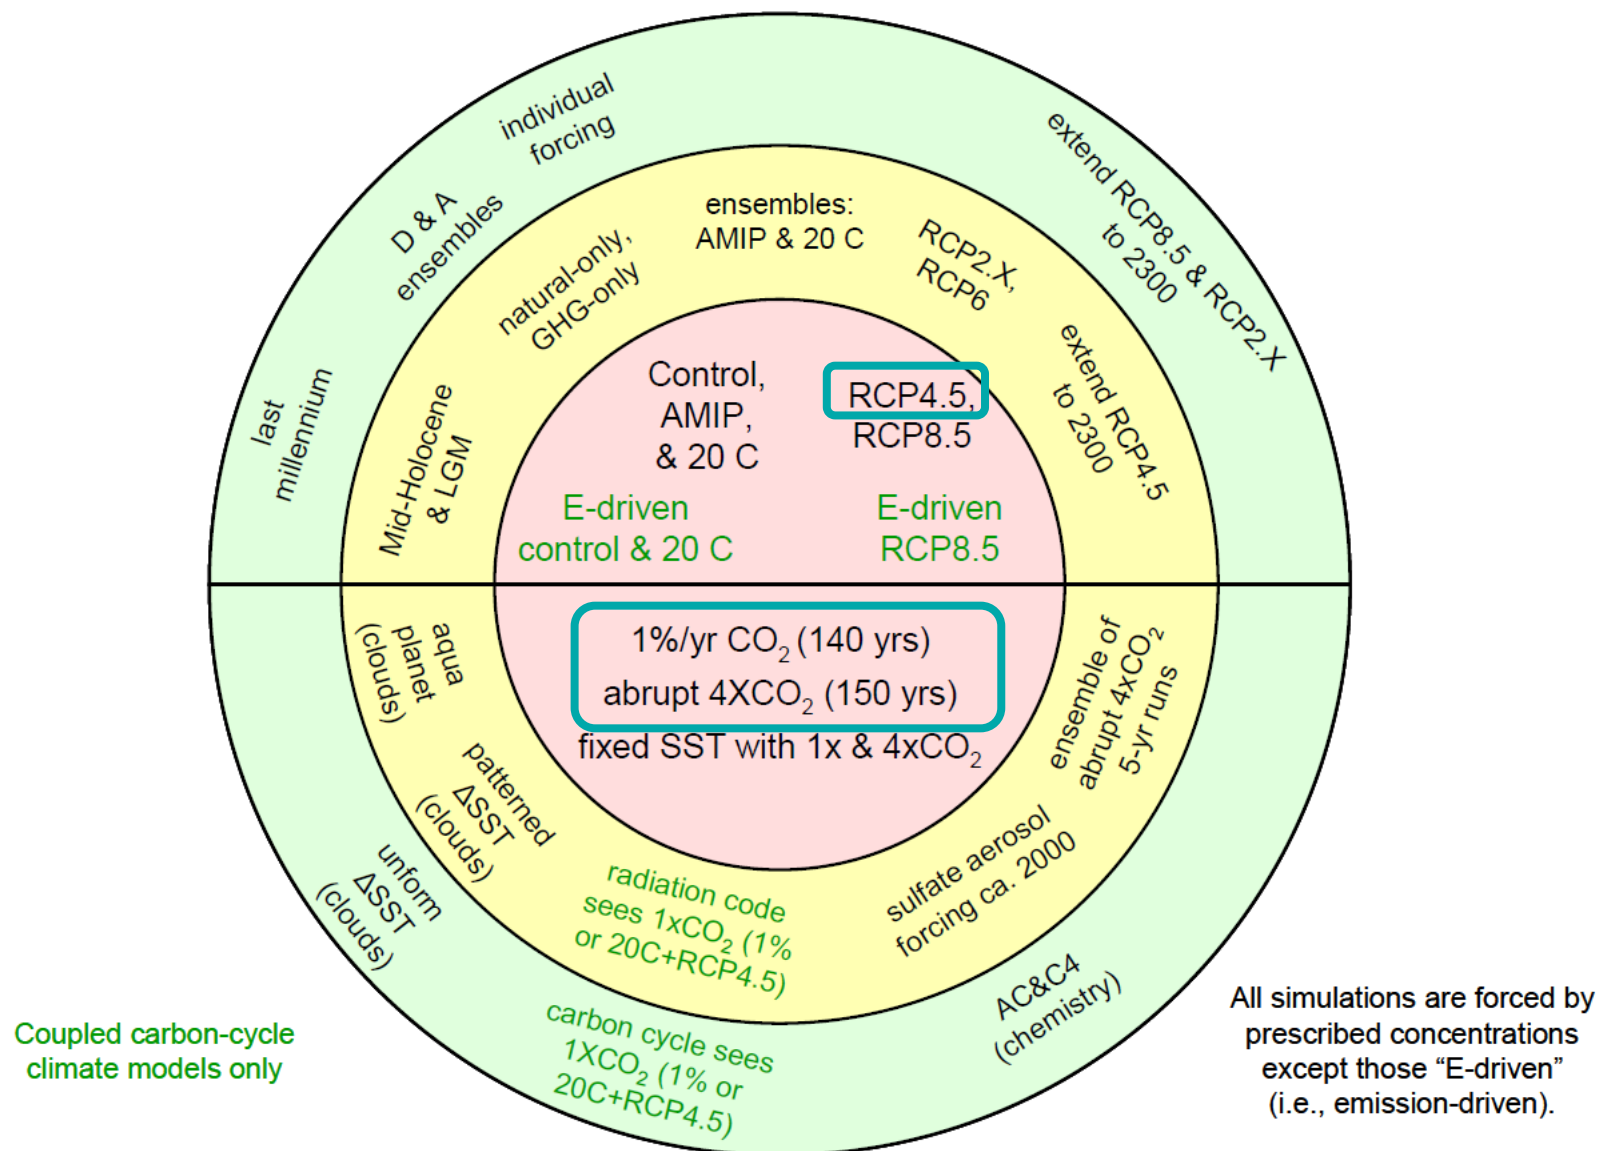 individual
forcing
D & A
ensembles
last
millennium
extend RCP8.5 & RCP2.X
to 2300
ensembles:
AMIP & 20 C
natural-only,
GHG-only
Mid-Holocene
& LGM
RCP2.X,
RCP6
extend RCP4.5
to 2300
Control,
AMIP,
& 20 C
RCP4.5,
RCP8.5
E-driven
control & 20 C
E-driven
RCP8.5
1%/yr CO₂ (140 yrs)
abrupt 4XCO₂ (150 yrs)
fixed SST with 1x & 4xCO₂
aqua
planet
(clouds)
patterned
ΔSST
(clouds)
radiation code
sees 1xCO₂ (1%
or 20C+RCP4.5)
sulfate aerosol
forcing ca. 2000
ensemble of
abrupt 4xCO₂
5-yr runs
unform
ΔSST
(clouds)
carbon cycle sees
1XCO₂ (1% or
20C+RCP4.5)
AC&C4
(chemistry)
Coupled carbon-cycle
climate models only
All simulations are forced by
prescribed concentrations
except those “E-driven”
(i.e., emission-driven).